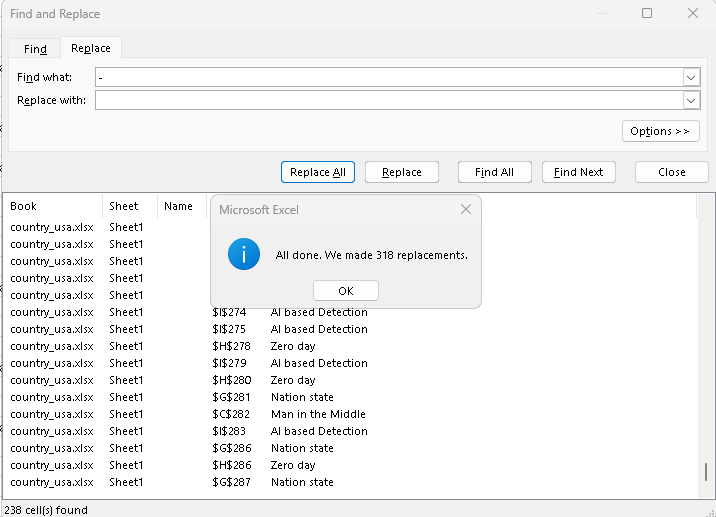 Find and Replace
Find Replace
Find what: -
Replace with:
Options >>
Replace All Replace Find All Find Next Close
Book Sheet Name
Microsoft Excel
All done. We made 318 replacements.
OK
country_usa.xlsx Sheet1
country_usa.xlsx Sheet1
country_usa.xlsx Sheet1
country_usa.xlsx Sheet1
country_usa.xlsx Sheet1
country_usa.xlsx Sheet1 $I$274 AI based Detection
country_usa.xlsx Sheet1 $I$275 AI based Detection
country_usa.xlsx Sheet1 $H$278 Zero day
country_usa.xlsx Sheet1 $I$279 AI based Detection
country_usa.xlsx Sheet1 $H$280 Zero day
country_usa.xlsx Sheet1 $G$281 Nation state
country_usa.xlsx Sheet1 $C$282 Man in the Middle
country_usa.xlsx Sheet1 $I$283 AI based Detection
country_usa.xlsx Sheet1 $G$286 Nation state
country_usa.xlsx Sheet1 $H$286 Zero day
country_usa.xlsx Sheet1 $G$287 Nation state
238 cell(s) found